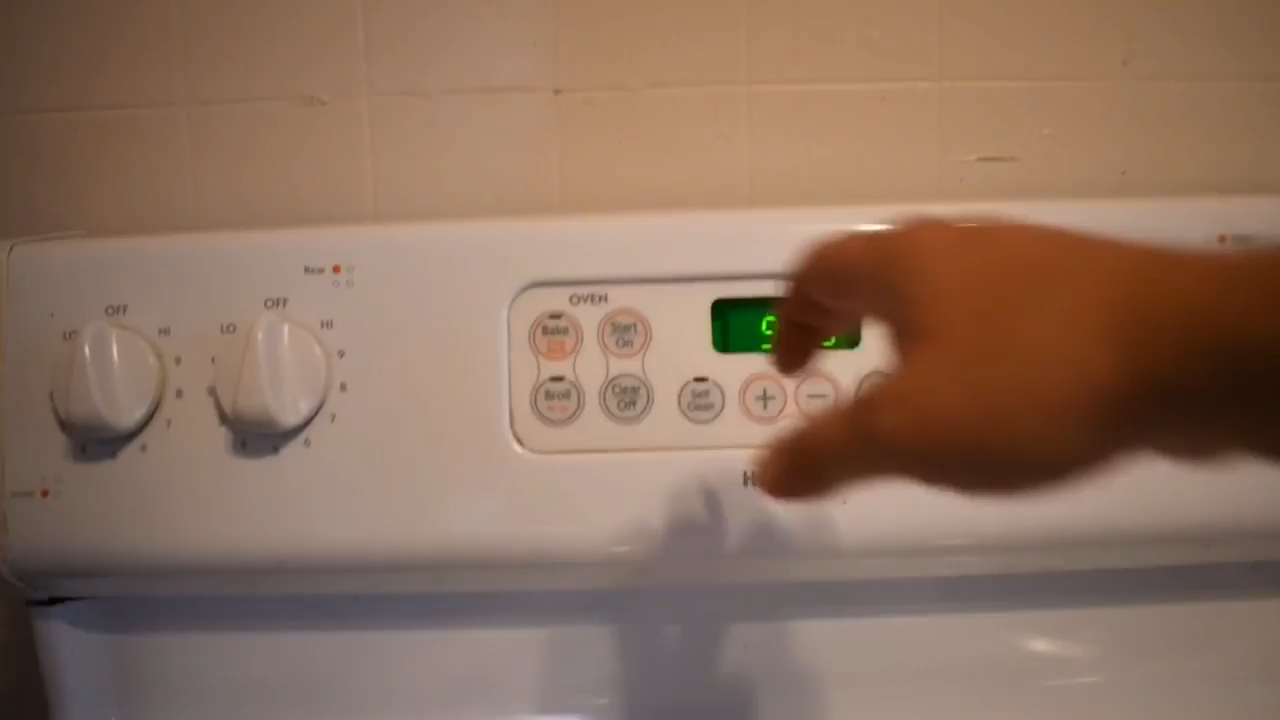 Rear
OFF
OFF
LO
HI
LO
HI
OVEN
Bake
Start
On
Broil
Clear
Off
Self
Clean
+
−
1
9
9
8
8
7
7
6
6